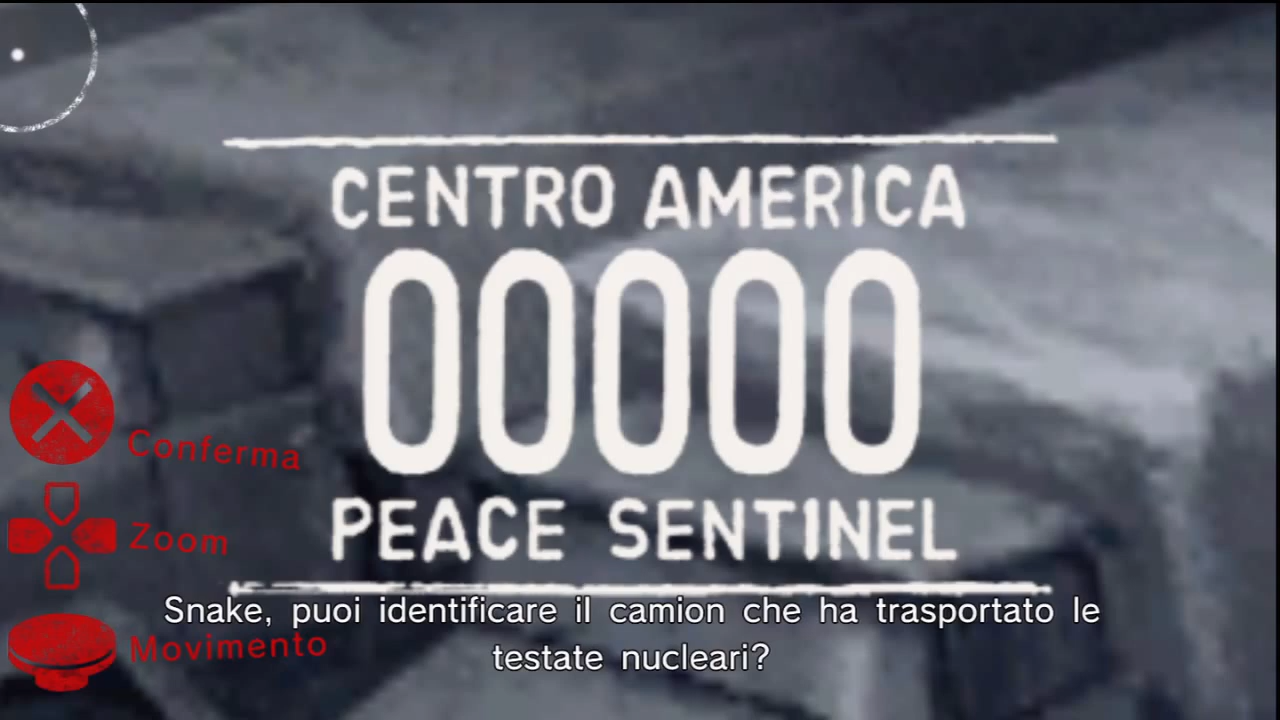 CENTRO AMERICA
00000
PEACE SENTINEL
Conferma
Zoom
Movimento
Snake, puoi identificare il camion che ha trasportato le
testate nucleari?